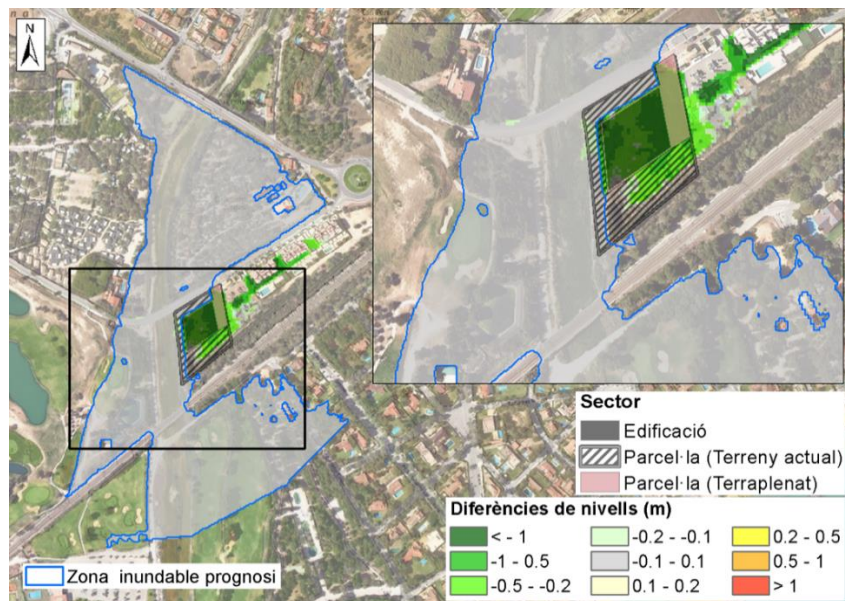 N
Sector
Edificació
Parcel·la (Terreny actual)
Parcel·la (Terraplenat)
Diferències de nivells (m)
< - 1
-0.2 - -0.1
0.2 - 0.5
-1 - 0.5
-0.1 - 0.1
0.5 - 1
-0.5 - -0.2
0.1 - 0.2
> 1
Zona inundable prognosi